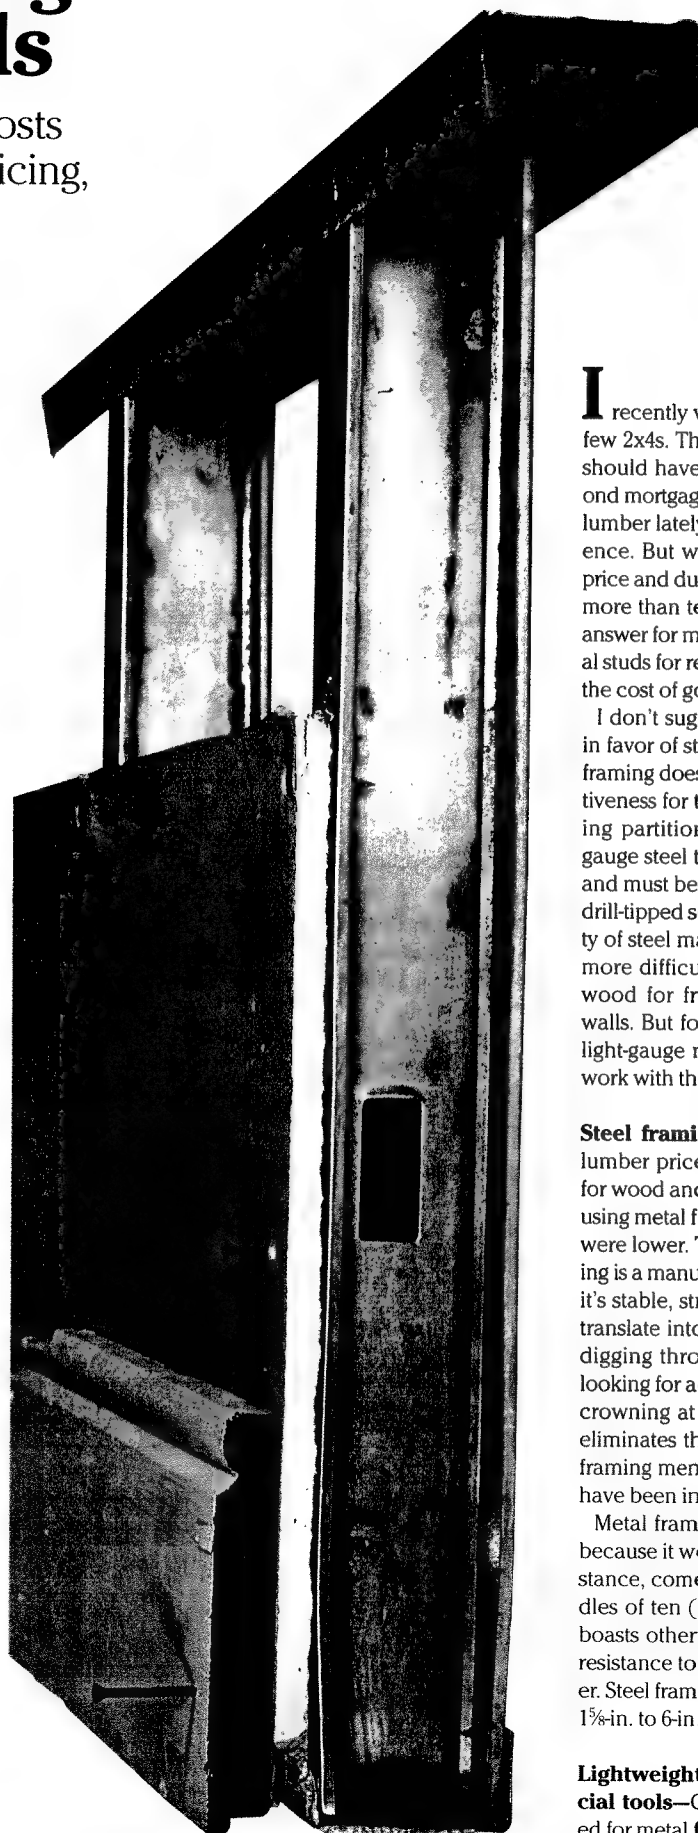 ls
osts
icing,
I recently v
few 2x4s. Th
should have
ond mortgag
lumber lately
ence. But w
price and du
more than te
answer for m
al studs for re
the cost of go
I don't sug
in favor of st
framing does
tiveness for t
ing partition
gauge steel t
and must be
drill-tipped s
ty of steel ma
more difficu
wood for fr
walls. But fo
light-gauge r
work with th
Steel frami
lumber price
for wood and
using metal f
were lower. T
ing is a manu
it's stable, str
translate into
digging thro
looking for a
crowning at
eliminates th
framing men
have been in
Metal fram
because it we
stance, come
dles of ten (
boasts other
resistance to
er. Steel fram
1⅝-in. to 6-in
Lightweight
cial tools—C
ed for metal f